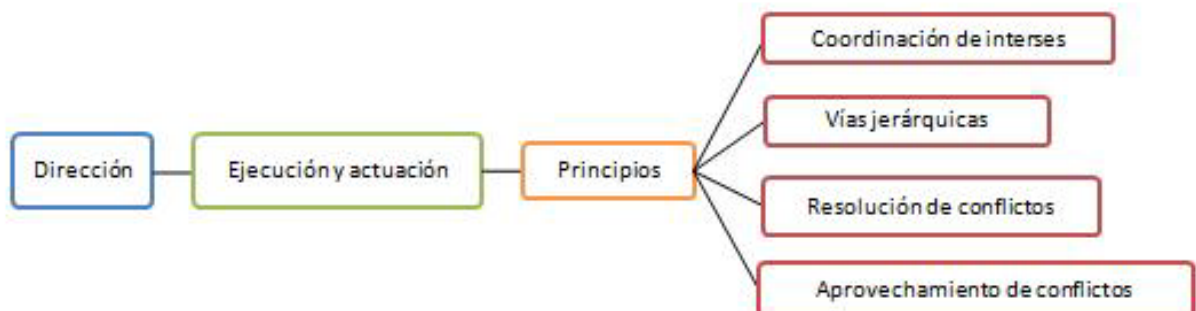 Coordinación de interses
Vías jerárquicas
Dirección
Ejecución y actuación
Principios
Resolución de conflictos
Aprovechamiento de conflictos